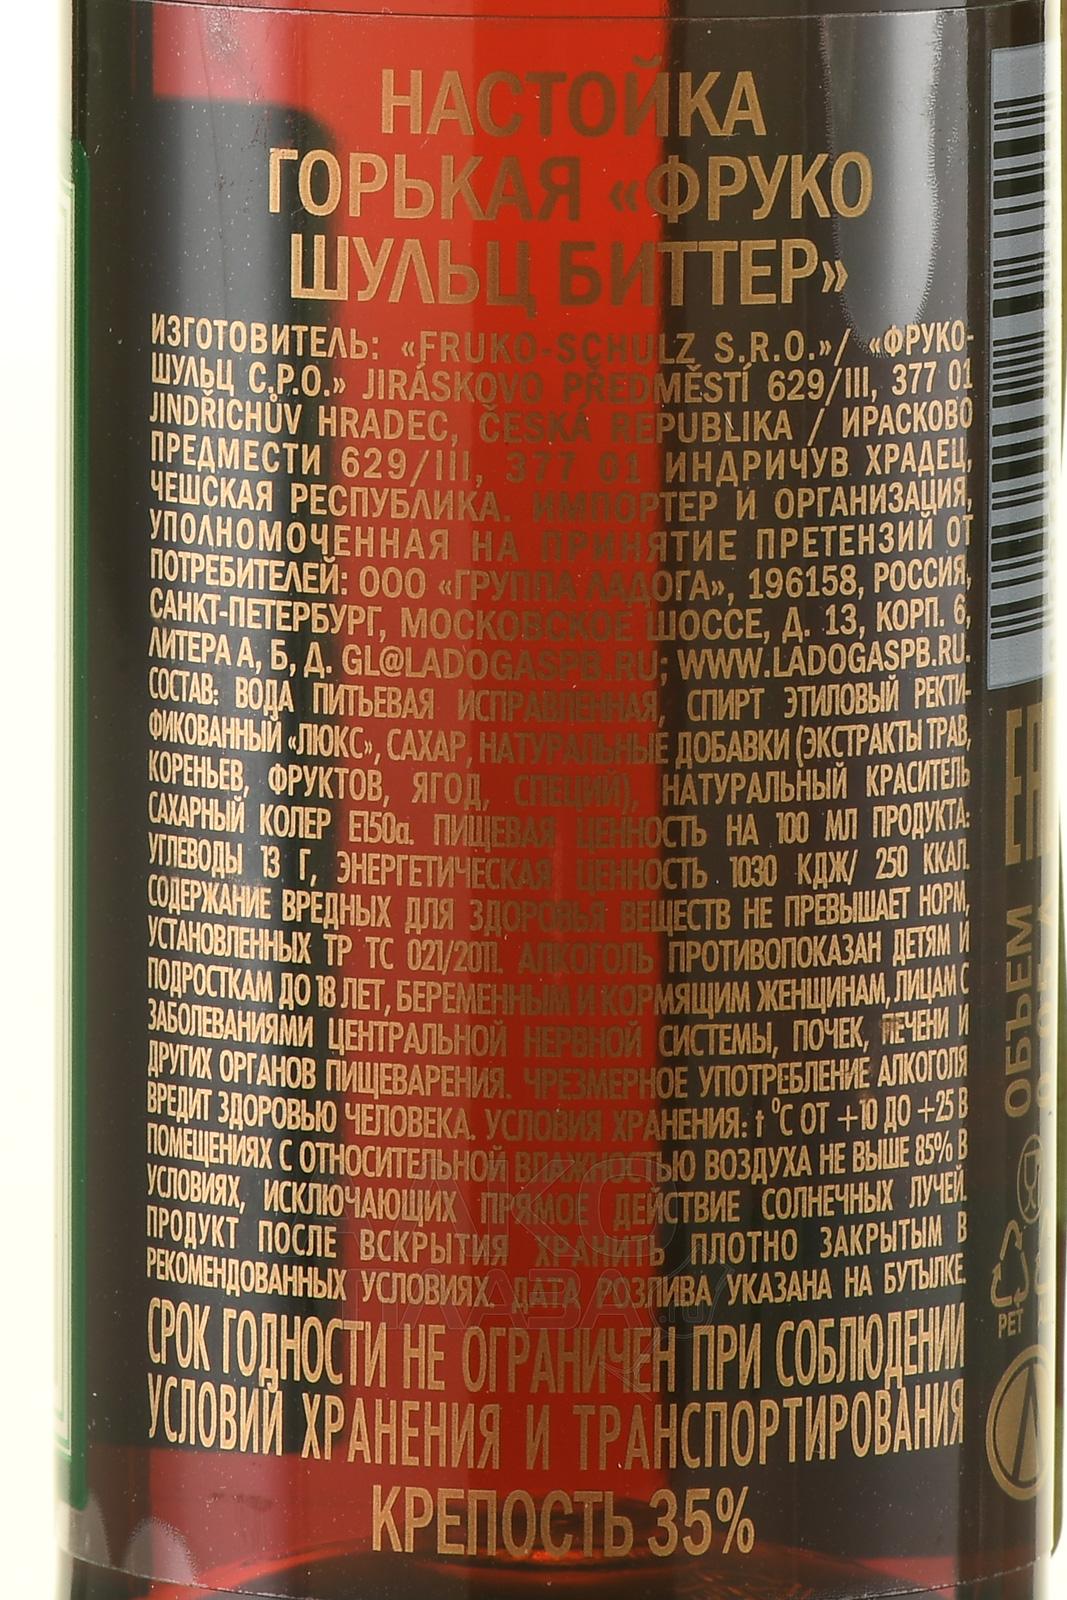 НАСТОЙКА
ГОРЬКАЯ «ФРУКО
ШУЛЬЦ БИТТЕР»
ИЗГОТОВИТЕЛЬ: «FRUKO-SCHULZ S.R.O.»/ «ФРУКО-
ШУЛЬЦ С.Р.О.» JIRÁSKOVO PŘEDMĚSTÍ 629/III, 377 01
JINDŘICHŮV HRADEC, ČESKÁ REPUBLIKA / ИРАСКОВО
ПРЕДМЕСТИ 629/III, 377 01 ИНДРИЧУВ ХРАДЕЦ,
ЧЕШСКАЯ РЕСПУБЛИКА. ИМПОРТЕР И ОРГАНИЗАЦИЯ,
УПОЛНОМОЧЕННАЯ НА ПРИНЯТИЕ ПРЕТЕНЗИЙ ОТ
ПОТРЕБИТЕЛЕЙ: ООО «ГРУППА ЛАДОГА», 196158, РОССИЯ,
САНКТ-ПЕТЕРБУРГ, МОСКОВСКОЕ ШОССЕ, Д. 13, КОРП. 6,
ЛИТЕРА А, Б, Д. GL@LADOGASPB.RU; WWW.LADOGASPB.RU.
СОСТАВ: ВОДА ПИТЬЕВАЯ ИСПРАВЛЕННАЯ, СПИРТ ЭТИЛОВЫЙ РЕКТИ-
ФИКОВАННЫЙ «ЛЮКС», САХАР, НАТУРАЛЬНЫЕ ДОБАВКИ (ЭКСТРАКТЫ ТРАВ,
КОРЕНЬЕВ, ФРУКТОВ, ЯГОД, СПЕЦИЙ), НАТУРАЛЬНЫЙ КРАСИТЕЛЬ
САХАРНЫЙ КОЛЕР E150a. ПИЩЕВАЯ ЦЕННОСТЬ НА 100 МЛ ПРОДУКТА:
УГЛЕВОДЫ 13 Г, ЭНЕРГЕТИЧЕСКАЯ ЦЕННОСТЬ 1030 КДЖ/ 250 ККАЛ.
СОДЕРЖАНИЕ ВРЕДНЫХ ДЛЯ ЗДОРОВЬЯ ВЕЩЕСТВ НЕ ПРЕВЫШАЕТ НОРМ,
УСТАНОВЛЕННЫХ ТР ТС 021/2011. АЛКОГОЛЬ ПРОТИВОПОКАЗАН ДЕТЯМ И
ПОДРОСТКАМ ДО 18 ЛЕТ, БЕРЕМЕННЫМ И КОРМЯЩИМ ЖЕНЩИНАМ, ЛИЦАМ С
ЗАБОЛЕВАНИЯМИ ЦЕНТРАЛЬНОЙ НЕРВНОЙ СИСТЕМЫ, ПОЧЕК, ПЕЧЕНИ И
ДРУГИХ ОРГАНОВ ПИЩЕВАРЕНИЯ. ЧРЕЗМЕРНОЕ УПОТРЕБЛЕНИЕ АЛКОГОЛЯ
ВРЕДИТ ЗДОРОВЬЮ ЧЕЛОВЕКА. УСЛОВИЯ ХРАНЕНИЯ: t °C ОТ +10 ДО +25 В
ПОМЕЩЕНИЯХ С ОТНОСИТЕЛЬНОЙ ВЛАЖНОСТЬЮ ВОЗДУХА НЕ ВЫШЕ 85% В
УСЛОВИЯХ, ИСКЛЮЧАЮЩИХ ПРЯМОЕ ДЕЙСТВИЕ СОЛНЕЧНЫХ ЛУЧЕЙ.
ПРОДУКТ ПОСЛЕ ВСКРЫТИЯ ХРАНИТЬ ПЛОТНО ЗАКРЫТЫМ В
РЕКОМЕНДОВАННЫХ УСЛОВИЯХ. ДАТА РОЗЛИВА УКАЗАНА НА БУТЫЛКЕ.
СРОК ГОДНОСТИ НЕ ОГРАНИЧЕН ПРИ СОБЛЮДЕНИИ
УСЛОВИЙ ХРАНЕНИЯ И ТРАНСПОРТИРОВАНИЯ
КРЕПОСТЬ 35%
EAC
ОБЪЕМ
PET